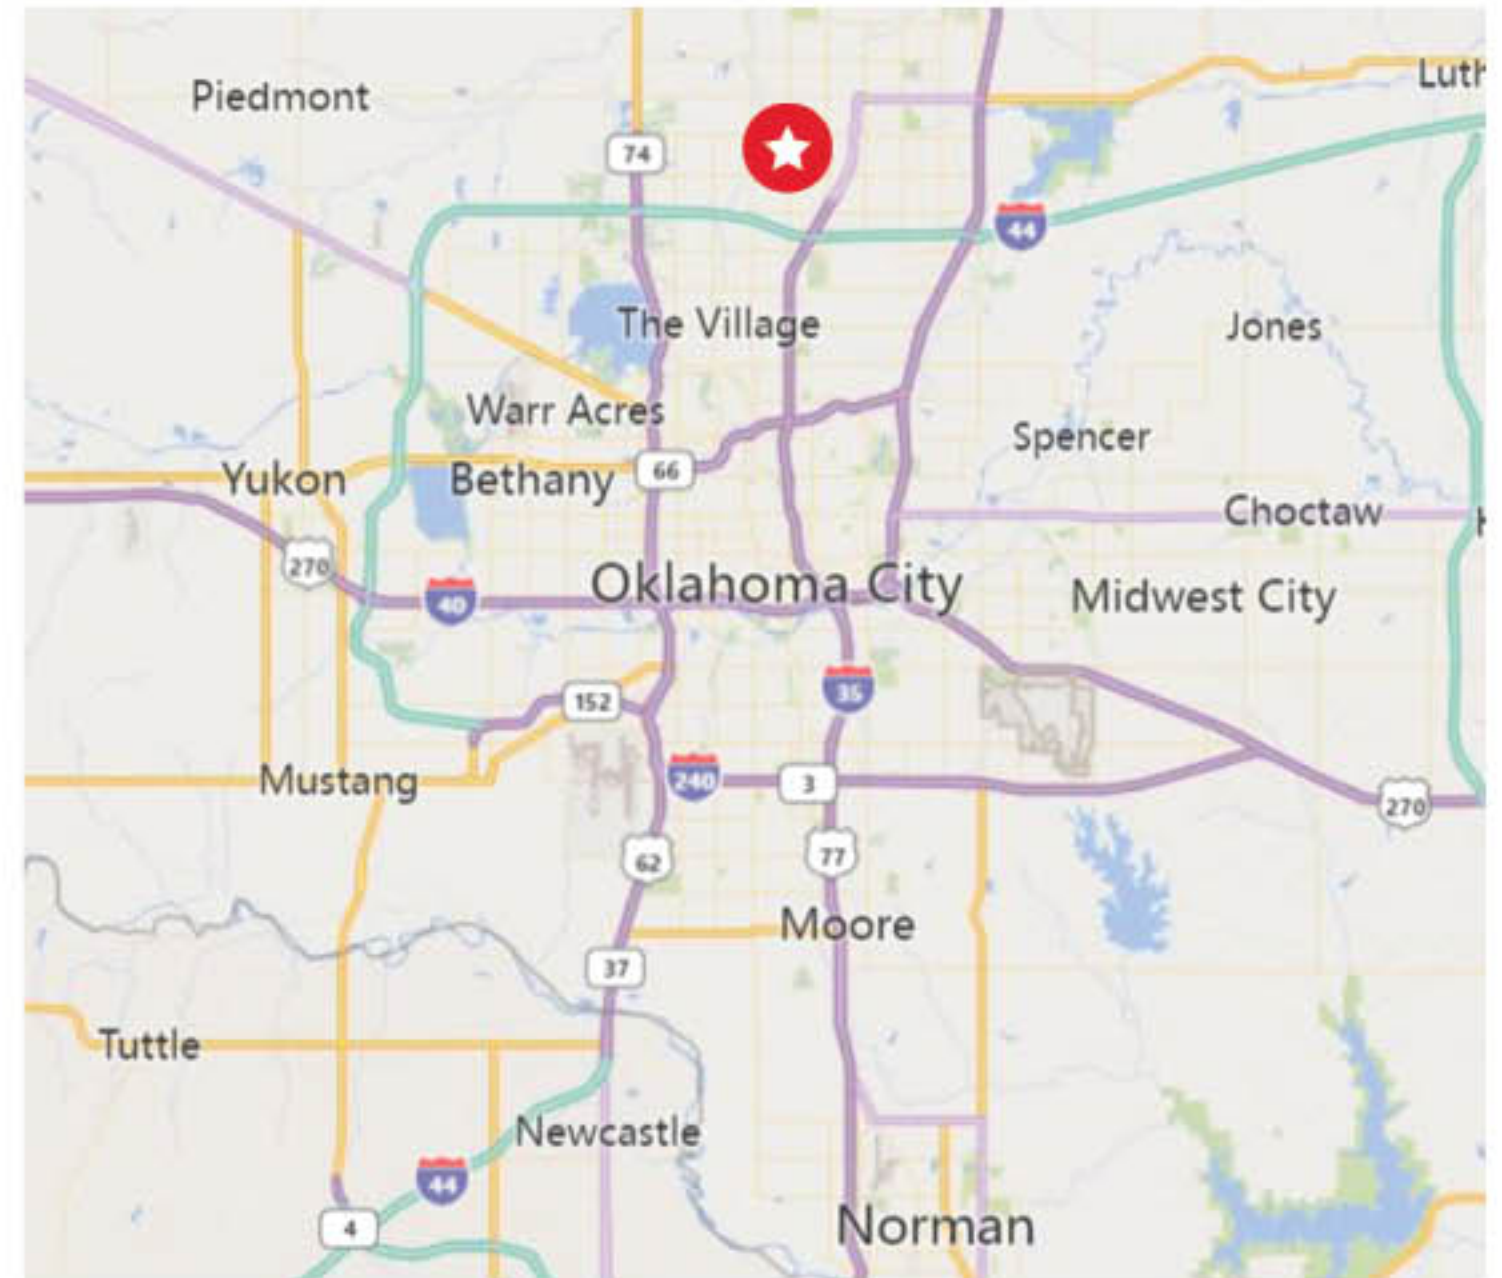 Piedmont
Luth
74
44
The Village
Jones
Warr Acres
Spencer
66
Yukon
Bethany
Choctaw
270
Oklahoma City
40
Midwest City
35
152
Mustang
240
3
270
62
77
Moore
37
Tuttle
Newcastle
44
4
Norman